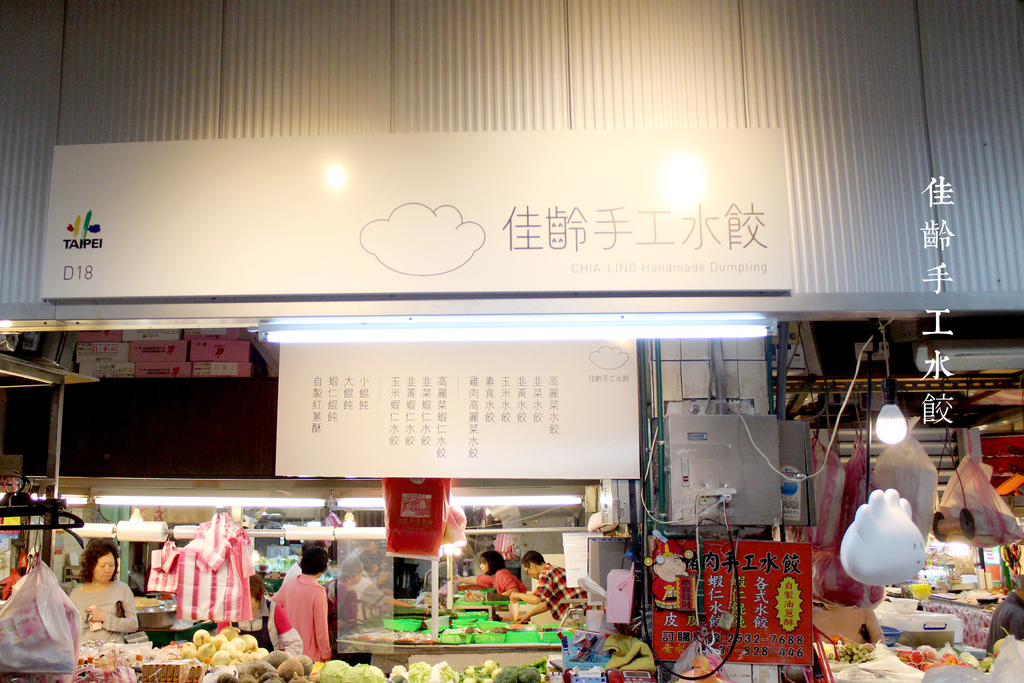 TAIPEI
D18
佳齡手工水餃
CHIA-LING Handmade Dumpling
佳齡手工水餃
佳齡手工水餃
高麗菜水餃
韭菜水餃
韭黃水餃
玉米水餃
素食水餃
雞肉高麗菜水餃
高麗菜蝦仁水餃
韭菜蝦仁水餃
韭黃蝦仁水餃
玉米蝦仁水餃
小餛飩
大餛飩
蝦仁餛飩
自製紅蔥酥
肉手工水餃
各式水餃
蝦仁餛飩
蝦仁水餃
自製油蔥
訂購
2532-7688